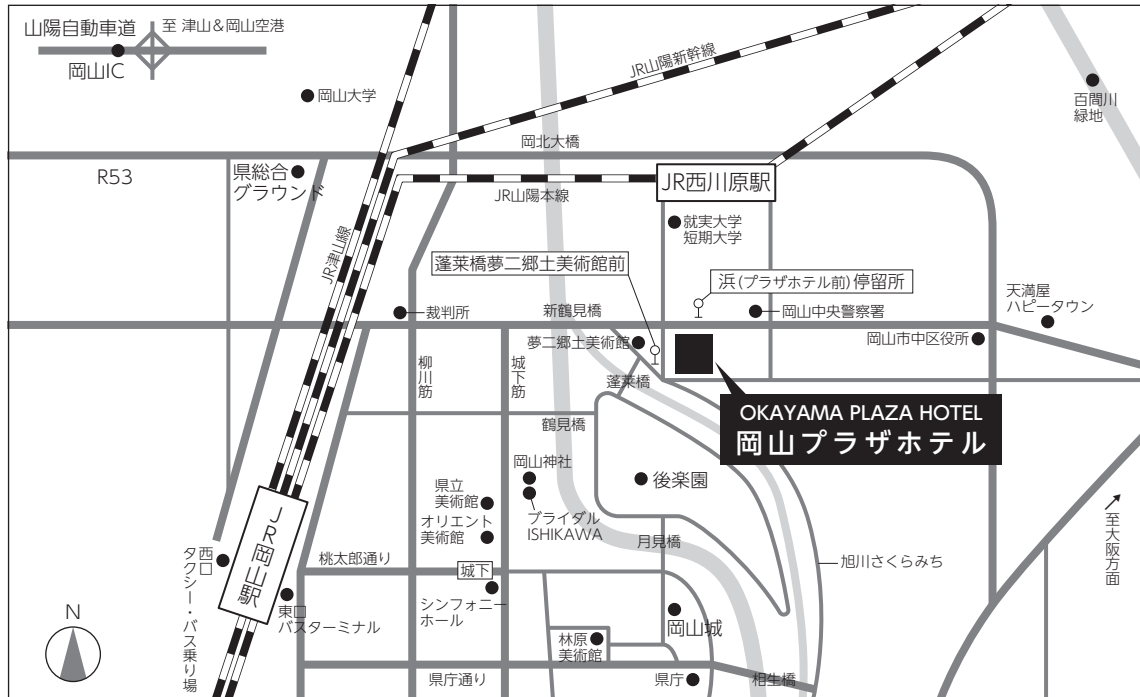 山陽自動車道
至 津山&岡山空港
岡山IC
岡山大学
JR山陽新幹線
百間川
緑地
岡北大橋
R53
県総合
グラウンド
JR西川原駅
JR山陽本線
就実大学
短期大学
JR津山線
蓬莱橋夢二郷土美術館前
浜(プラザホテル前)停留所
天満屋
ハピータウン
裁判所
新鶴見橋
岡山中央警察署
夢二郷土美術館
岡山市中区役所
柳川筋
城下筋
蓬莱橋
OKAYAMA PLAZA HOTEL
岡山プラザホテル
鶴見橋
岡山神社
県立
美術館
後楽園
オリエント
美術館
ブライダル
ISHIKAWA
至大阪方面
月見橋
JR岡山駅
西口
タクシー・バス乗り場
桃太郎通り
城下
旭川さくらみち
東口
バスターミナル
シンフォニー
ホール
岡山城
N
林原
美術館
県庁通り
県庁
相生橋